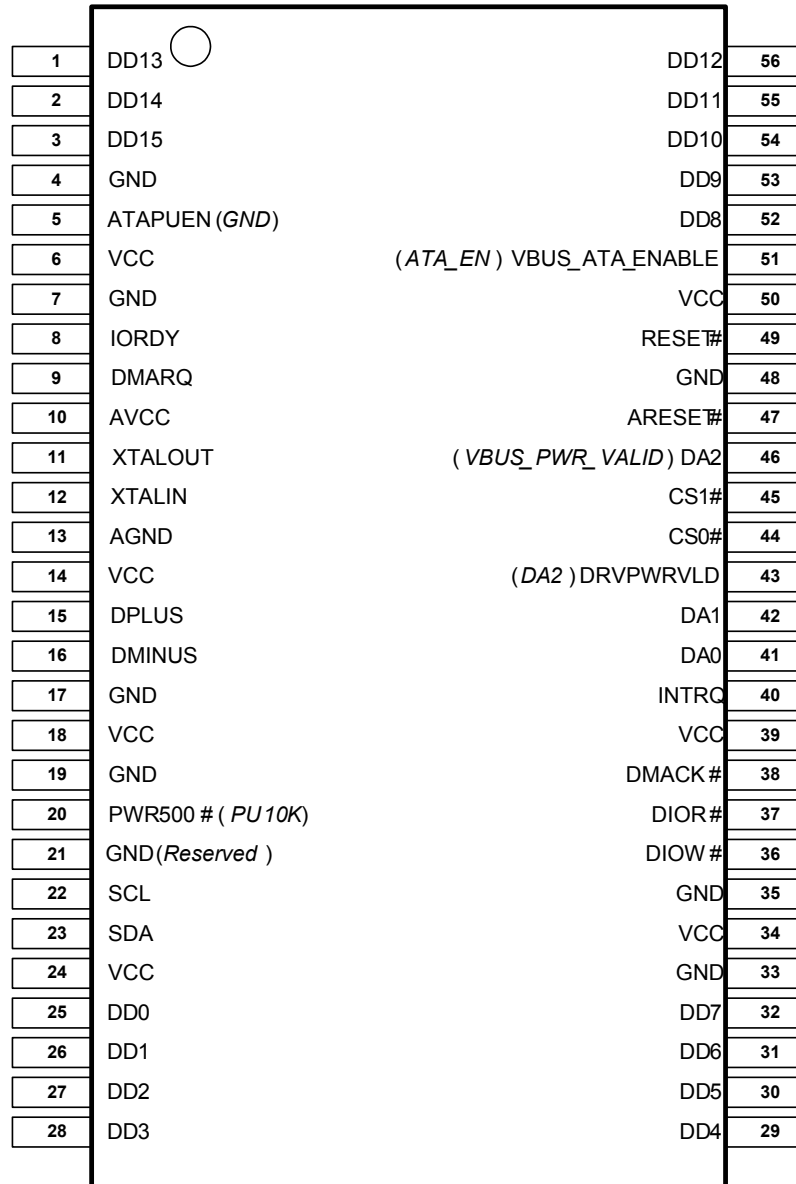 1 DD13 DD12 56
2 DD14 DD11 55
3 DD15 DD10 54
4 GND DD9 53
5 ATAPUEN (GND) DD8 52
6 VCC (ATA_EN) VBUS_ATA_ENABLE 51
7 GND VCC 50
8 IORDY RESET# 49
9 DMARQ GND 48
10 AVCC ARESET# 47
11 XTALOUT (VBUS_PWR_VALID) DA2 46
12 XTALIN CS1# 45
13 AGND CS0# 44
14 VCC (DA2) DRVPWRVLD 43
15 DPLUS DA1 42
16 DMINUS DA0 41
17 GND INTRQ 40
18 VCC VCC 39
19 GND DMACK# 38
20 PWR500# (PU10K) DIOR# 37
21 GND(Reserved) DIOW# 36
22 SCL GND 35
23 SDA VCC 34
24 VCC GND 33
25 DD0 DD7 32
26 DD1 DD6 31
27 DD2 DD5 30
28 DD3 DD4 29